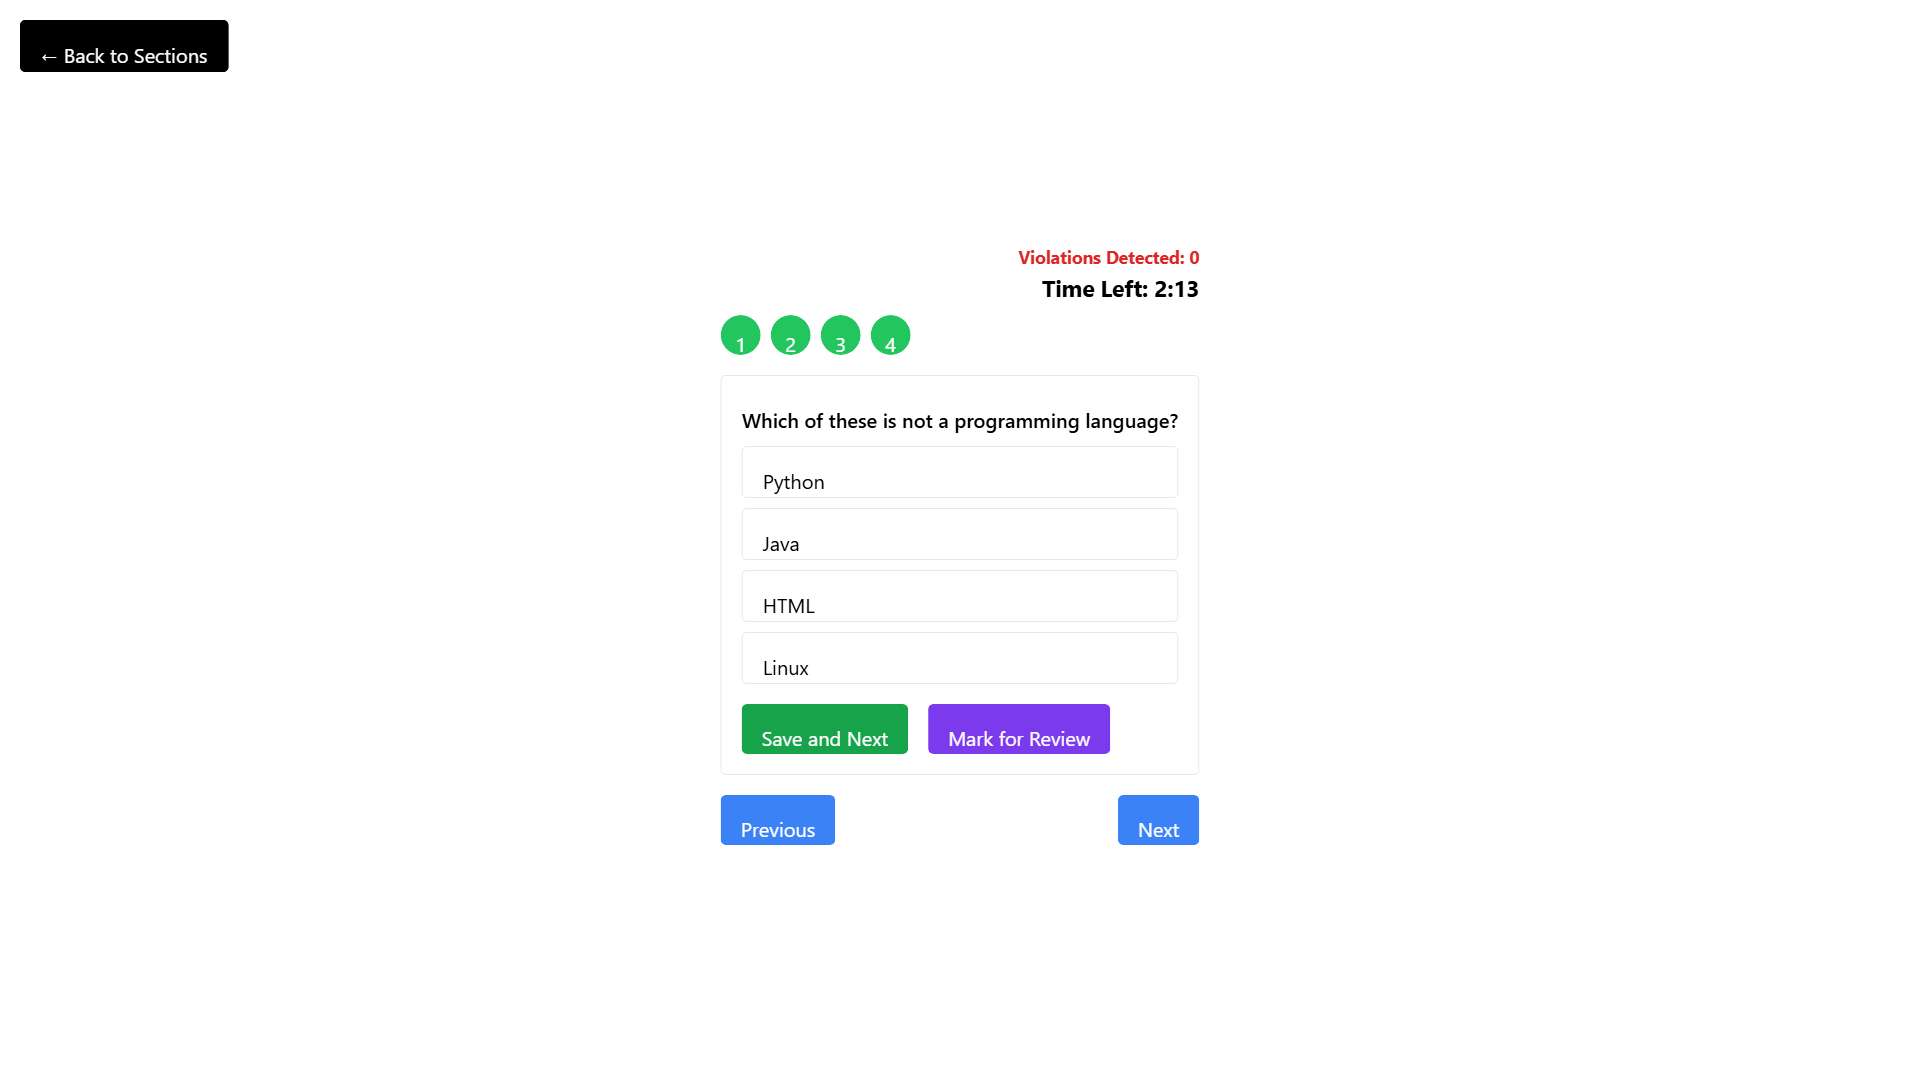 ← Back to Sections
Violations Detected: 0
Time Left: 2:13
1 2 3 4
Which of these is not a programming language?
Python
Java
HTML
Linux
Save and Next Mark for Review
Previous Next